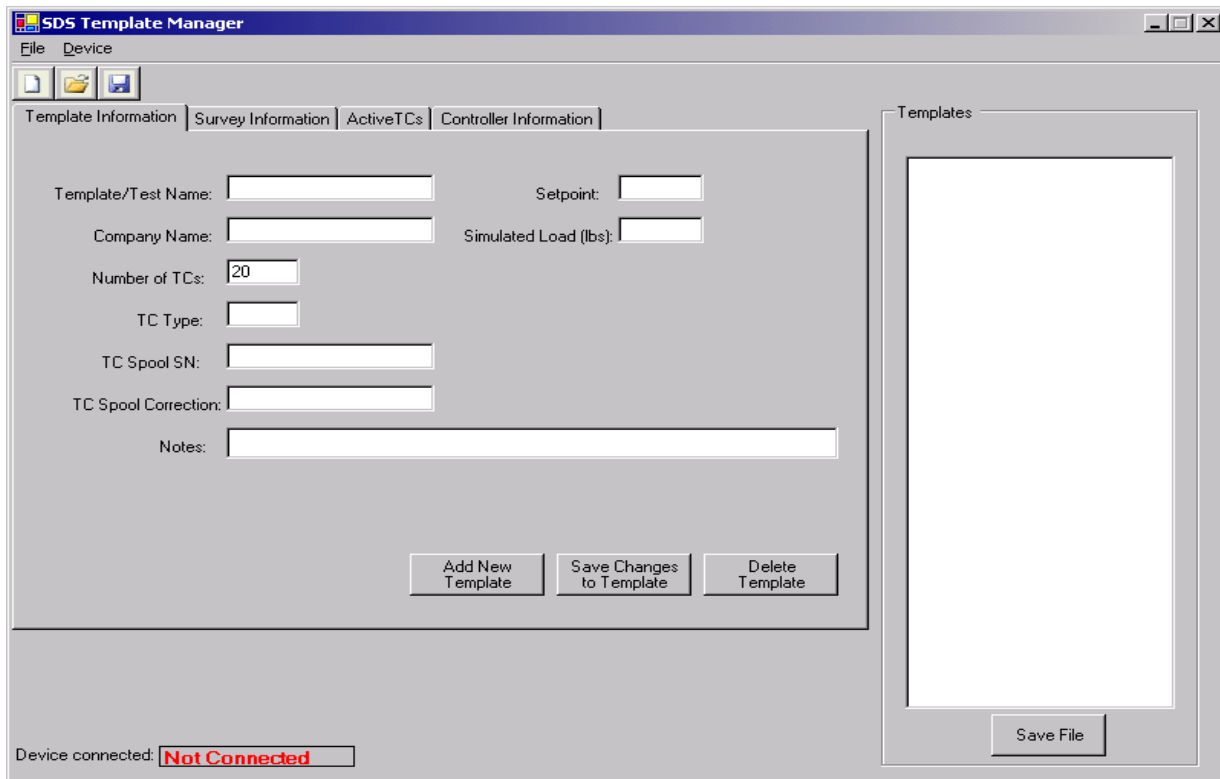 SDS Template Manager
File Device
Template Information Survey Information ActiveTCs Controller Information
Templates
Template/Test Name:
Setpoint:
Company Name:
Simulated Load (lbs):
Number of TCs: 20
TC Type:
TC Spool SN:
TC Spool Correction:
Notes:
Add New
Template
Save Changes
to Template
Delete
Template
Save File
Device connected: Not Connected